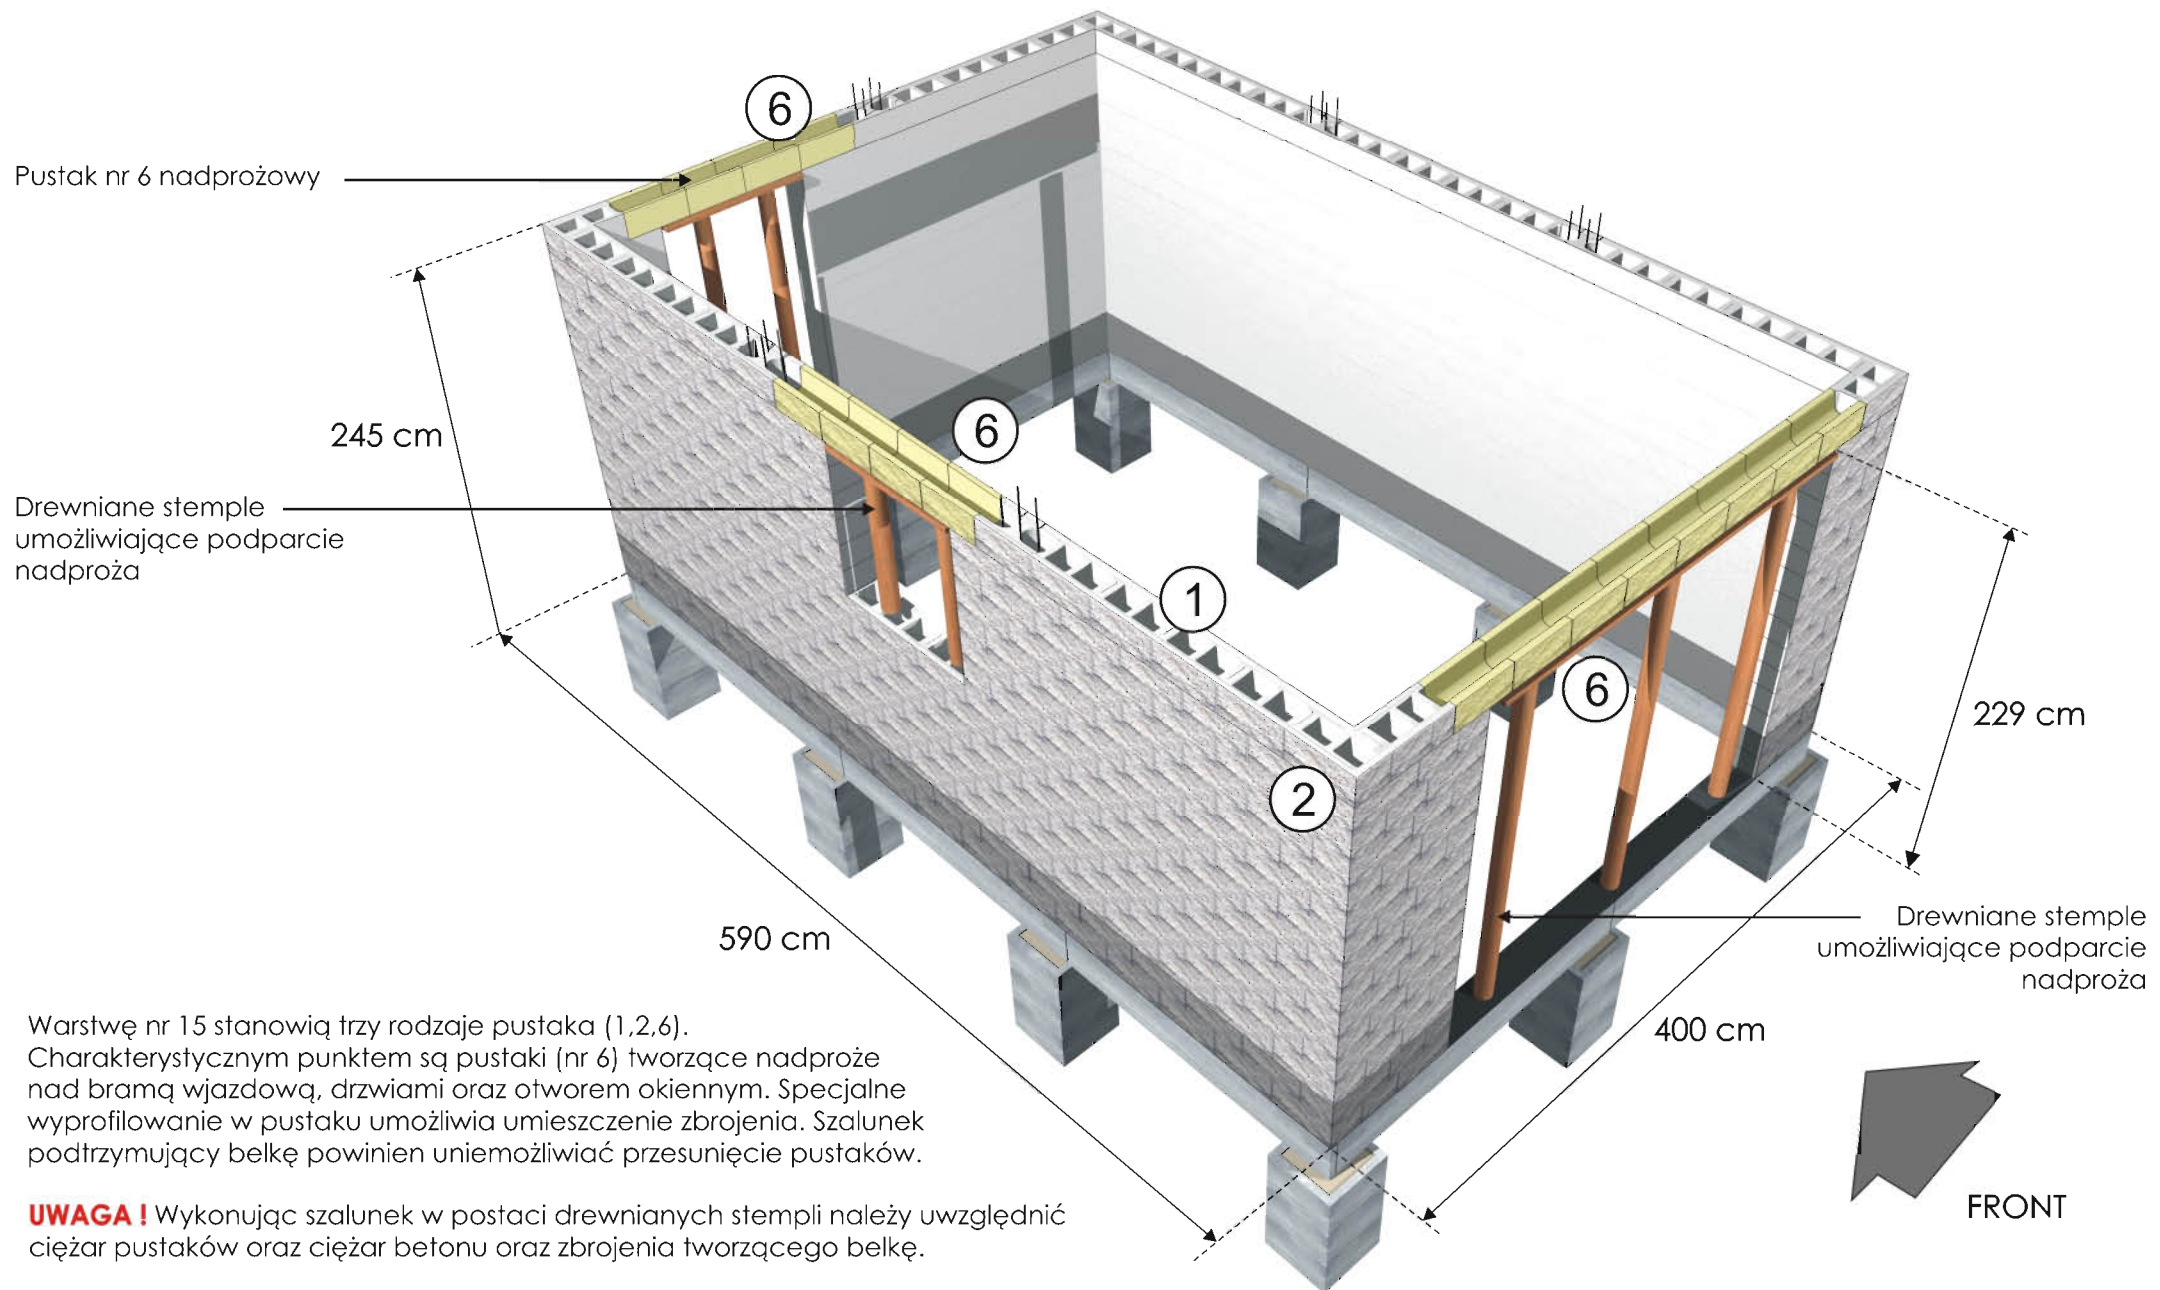 6
Pustak nr 6 nadprożowy
245 cm
6
Drewniane stemple
umożliwiające podparcie
nadproża
1
6
2
229 cm
590 cm
Drewniane stemple
umożliwiające podparcie
nadproża
400 cm
Warstwę nr 15 stanowią trzy rodzaje pustaka (1,2,6).
Charakterystycznym punktem są pustaki (nr 6) tworzące nadproże
nad bramą wjazdową, drzwiami oraz otworem okiennym. Specjalne
wyprofilowanie w pustaku umożliwia umieszczenie zbrojenia. Szalunek
podtrzymujący belkę powinien uniemożliwiać przesunięcie pustaków.
UWAGA ! Wykonując szalunek w postaci drewnianych stempli należy uwzględnić
ciężar pustaków oraz ciężar betonu oraz zbrojenia tworzącego belkę.
FRONT